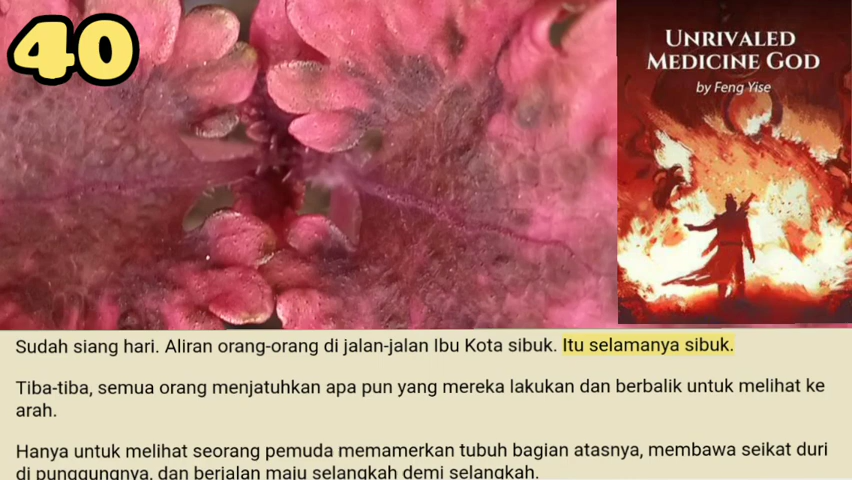 40
UNRIVALED
MEDICINE GOD
by Feng Yise
Sudah siang hari. Aliran orang-orang di jalan-jalan Ibu Kota sibuk. Itu selamanya sibuk.
Tiba-tiba, semua orang menjatuhkan apa pun yang mereka lakukan dan berbalik untuk melihat ke
arah.
Hanya untuk melihat seorang pemuda memamerkan tubuh bagian atasnya, membawa seikat duri
di punggungnya, dan berjalan maju selangkah demi selangkah.